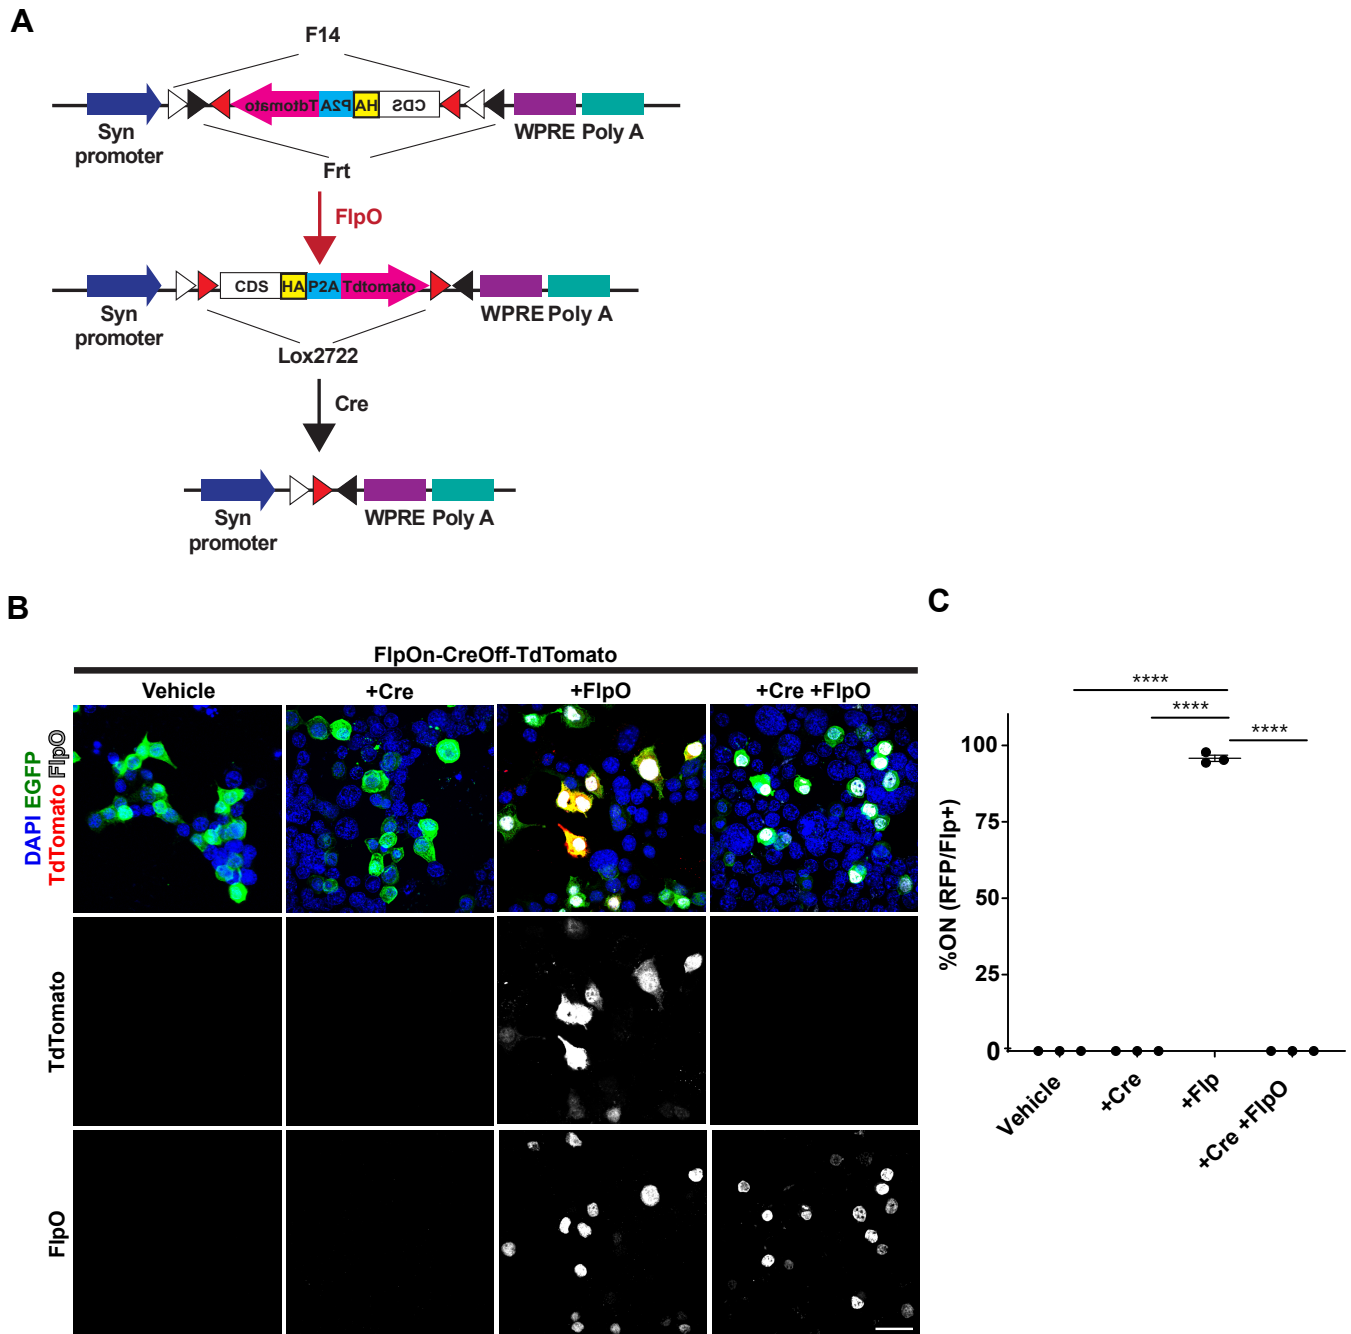 A
F14
Tdtomato P2A HA CDS
Syn
promoter
WPRE Poly A
Frt
FlpO
CDS HA P2A Tdtomato
Syn
promoter
WPRE Poly A
Lox2722
Cre
Syn
promoter
WPRE Poly A
B
FlpOn-CreOff-TdTomato
Vehicle +Cre +FlpO +Cre +FlpO
DAPI EGFP
TdTomato FlpO
TdTomato
FlpO
C
****
****
****
%ON (RFP/Flp+)
100
75
50
25
0
Vehicle
+Cre
+Flp
+Cre +FlpO